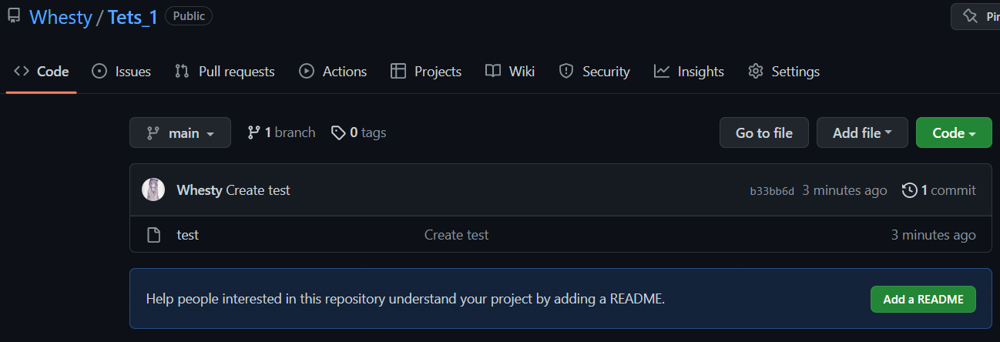 Whesty / Tets_1 Public
Code Issues Pull requests Actions Projects Wiki Security Insights Settings
main 1 branch 0 tags Go to file Add file Code
Whesty Create test b33bb6d 3 minutes ago 1 commit
test Create test 3 minutes ago
Help people interested in this repository understand your project by adding a README. Add a README